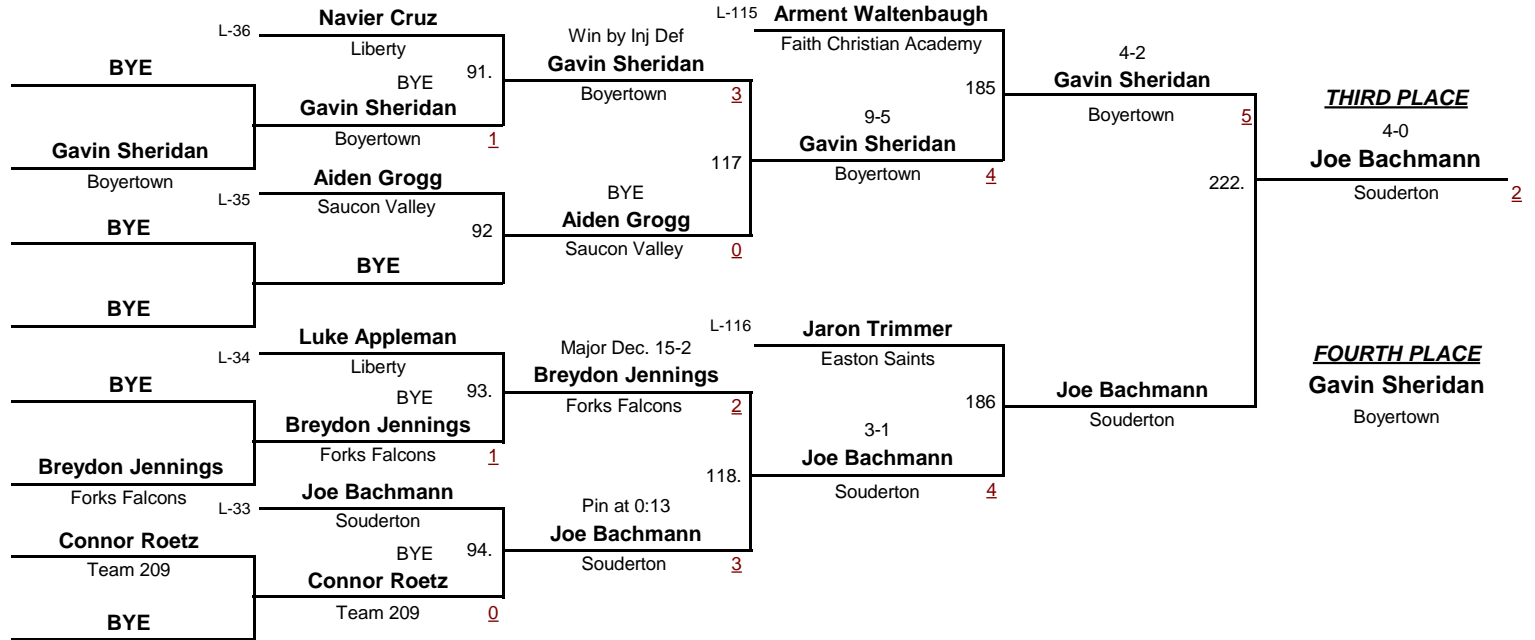 Navier Cruz
L-36
Liberty
BYE
BYE
91.
Gavin Sheridan
Boyertown
1
Gavin Sheridan
Boyertown
Win by Inj Def
Gavin Sheridan
Boyertown
3
L-115
Arment Waltenbaugh
Faith Christian Academy
185
4-2
Gavin Sheridan
Boyertown
5
THIRD PLACE
4-0
Joe Bachmann
Souderton
2
117
9-5
Gavin Sheridan
Boyertown
4
222.
Aiden Grogg
L-35
Saucon Valley
BYE
92
BYE
BYE
BYE
Aiden Grogg
Saucon Valley
0
Luke Appleman
L-34
Liberty
BYE
BYE
93.
Breydon Jennings
Forks Falcons
1
Breydon Jennings
Forks Falcons
Major Dec. 15-2
Breydon Jennings
Forks Falcons
2
L-116
Jaron Trimmer
Easton Saints
186
Joe Bachmann
Souderton
FOURTH PLACE
Gavin Sheridan
Boyertown
118.
3-1
Joe Bachmann
Souderton
4
L-33
Joe Bachmann
Souderton
Connor Roetz
Team 209
BYE
94.
Connor Roetz
Team 209
0
BYE
Pin at 0:13
Joe Bachmann
Souderton
3